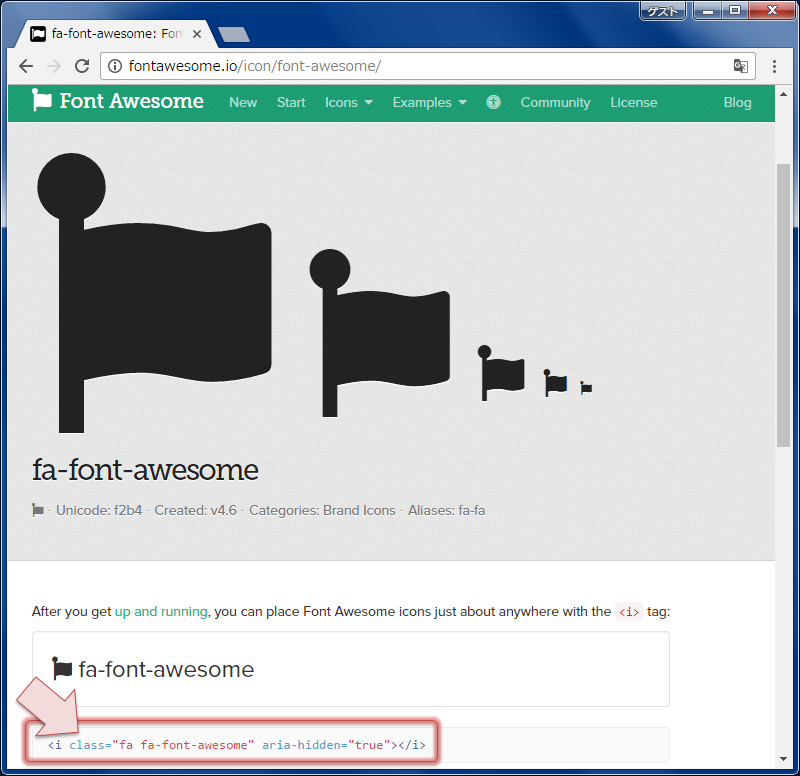 ゲスト
fa-font-awesome: Fon
fontawesome.io/icon/font-awesome/
Font Awesome New Start Icons Examples Community License Blog
fa-font-awesome
· Unicode: f2b4 · Created: v4.6 · Categories: Brand Icons · Aliases: fa-fa
After you get up and running, you can place Font Awesome icons just about anywhere with the <i> tag:
fa-font-awesome
<i class="fa fa-font-awesome" aria-hidden="true"></i>